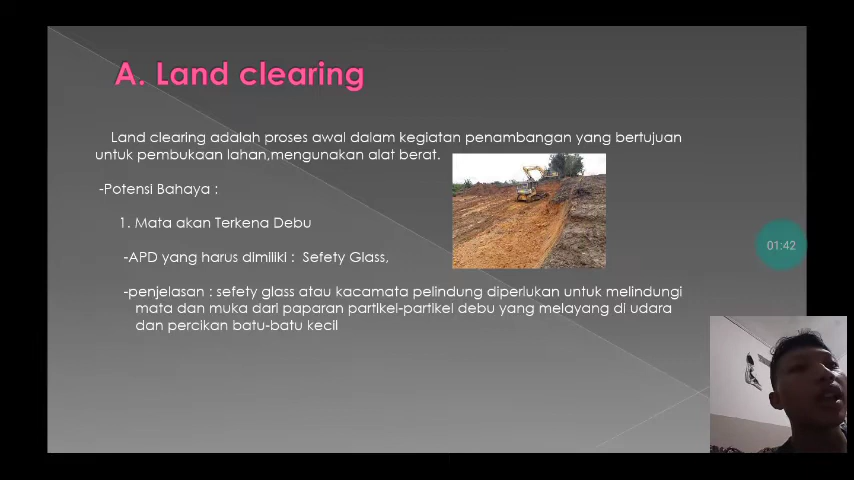 A. Land clearing
Land clearing adalah proses awal dalam kegiatan penambangan yang bertujuan
untuk pembukaan lahan,mengunakan alat berat.
-Potensi Bahaya :
1. Mata akan Terkena Debu
-APD yang harus dimiliki : Sefety Glass,
-penjelasan : sefety glass atau kacamata pelindung diperlukan untuk melindungi
mata dan muka dari paparan partikel-partikel debu yang melayang di udara
dan percikan batu-batu kecil
01:42